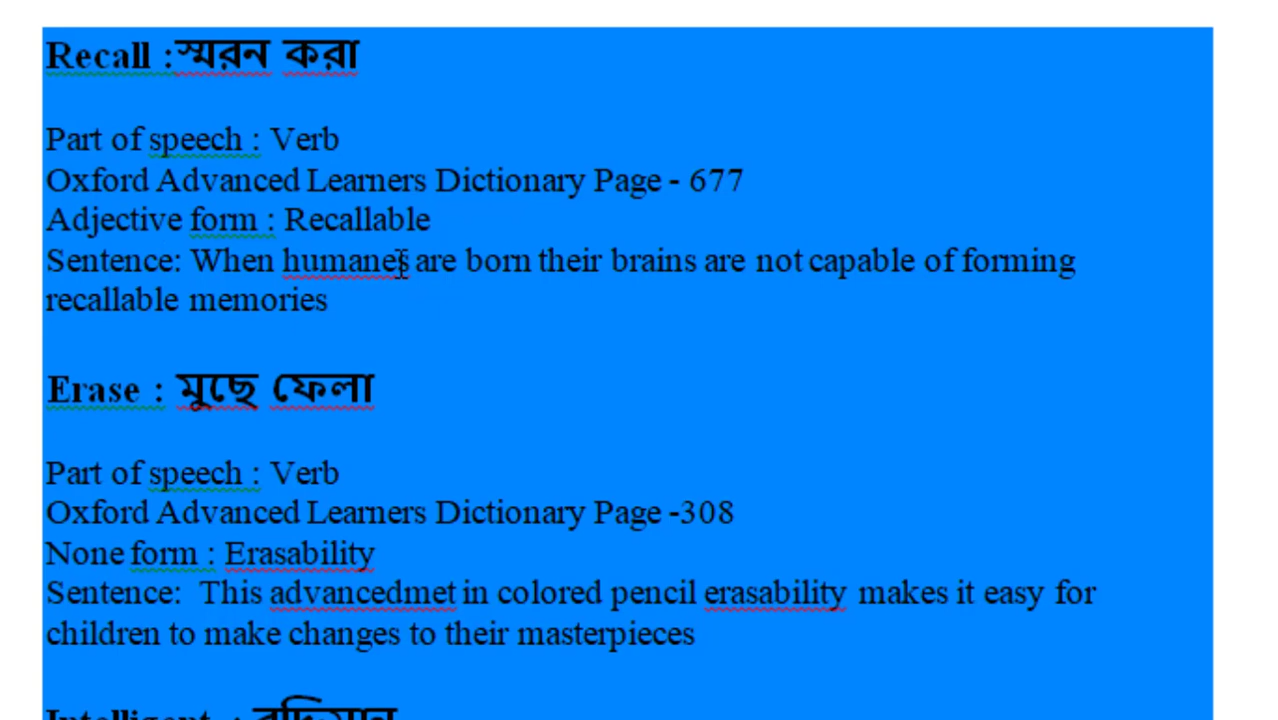 Recall :স্মরন করা
Part of speech : Verb
Oxford Advanced Learners Dictionary Page - 677
Adjective form : Recallable
Sentence: When humanes are born their brains are not capable of forming
recallable memories
Erase : মুছে ফেলা
Part of speech : Verb
Oxford Advanced Learners Dictionary Page -308
None form : Erasability
Sentence:  This advancedmet in colored pencil erasability makes it easy for
children to make changes to their masterpieces
Intelligent :